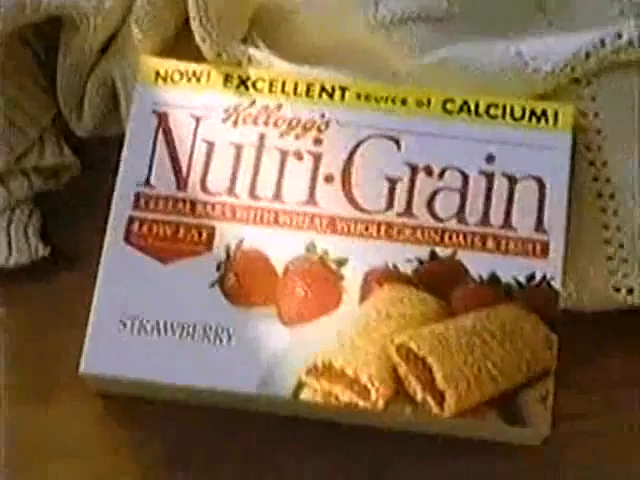 NOW! EXCELLENT source of CALCIUM!
Kellogg's
Nutri·Grain
CEREAL BARS WITH WHEAT, WHOLE-GRAIN OATS & FRUIT
LOW FAT
STRAWBERRY